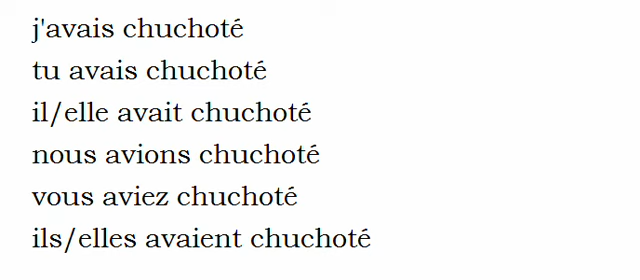 j'avais chuchoté
tu avais chuchoté
il/elle avait chuchoté
nous avions chuchoté
vous aviez chuchoté
ils/elles avaient chuchoté